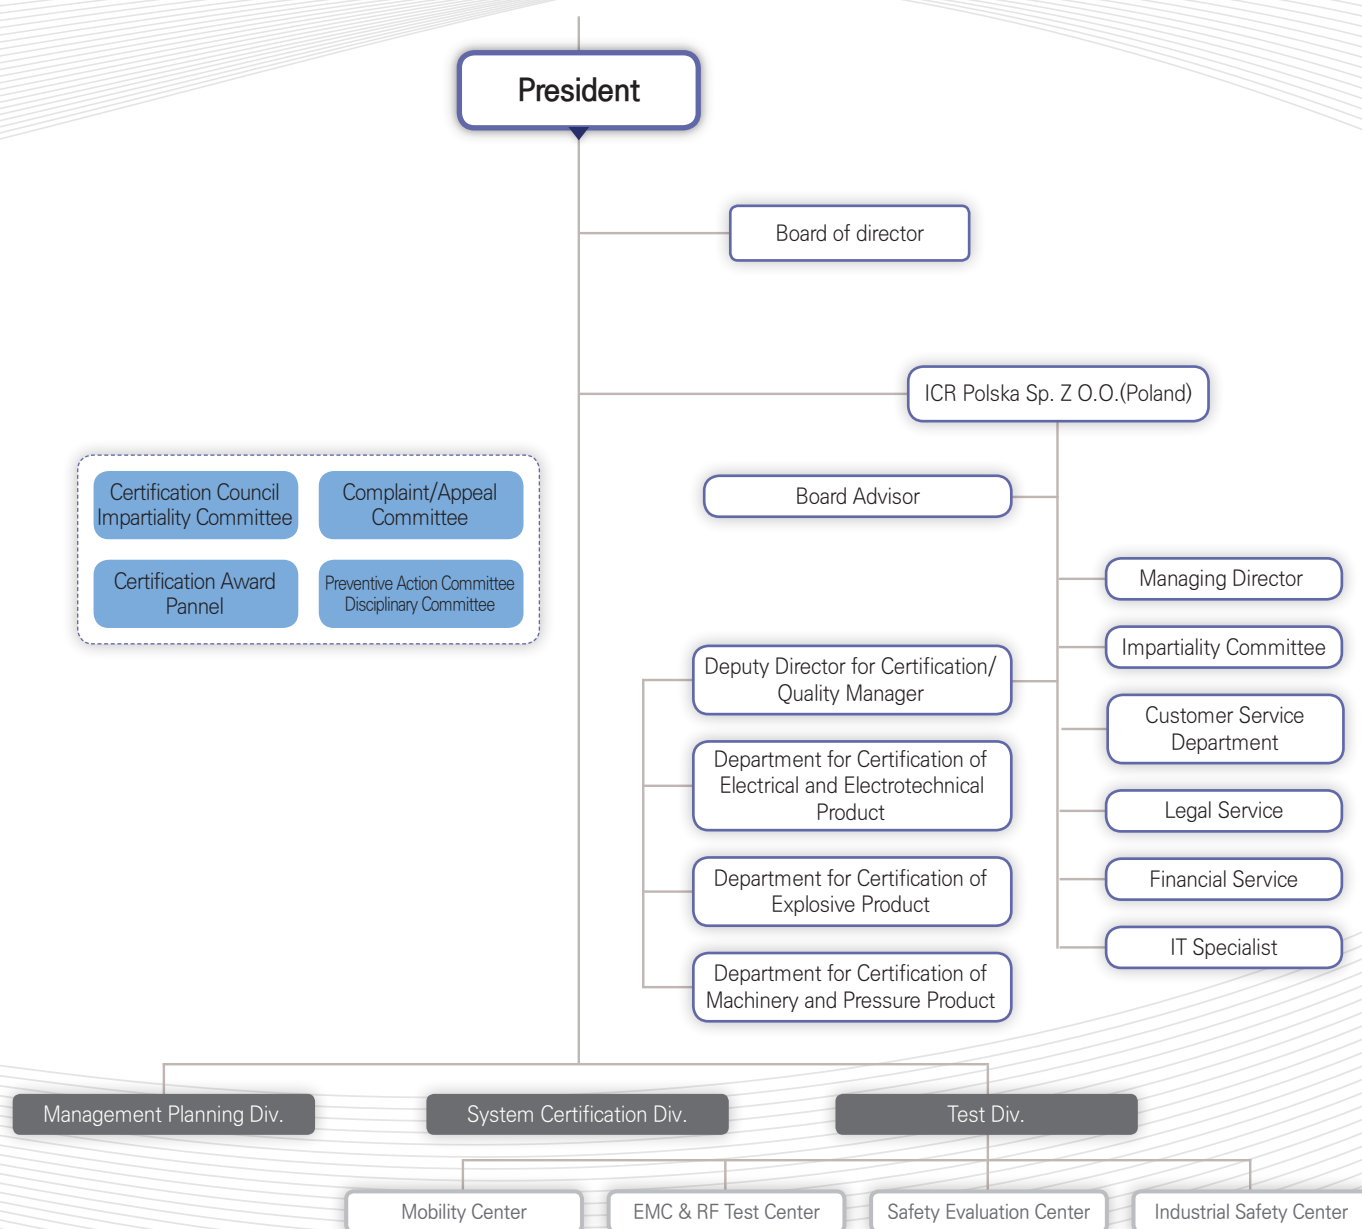 President
Board of director
ICR Polska Sp. Z O.O.(Poland)
Certification Council
Impartiality Committee
Complaint/Appeal
Committee
Certification Award
Pannel
Preventive Action Committee
Disciplinary Committee
Board Advisor
Managing Director
Impartiality Committee
Customer Service
Department
Legal Service
Financial Service
IT Specialist
Deputy Director for Certification/
Quality Manager
Department for Certification of
Electrical and Electrotechnical
Product
Department for Certification of
Explosive Product
Department for Certification of
Machinery and Pressure Product
Management Planning Div.
System Certification Div.
Test Div.
Mobility Center
EMC & RF Test Center
Safety Evaluation Center
Industrial Safety Center